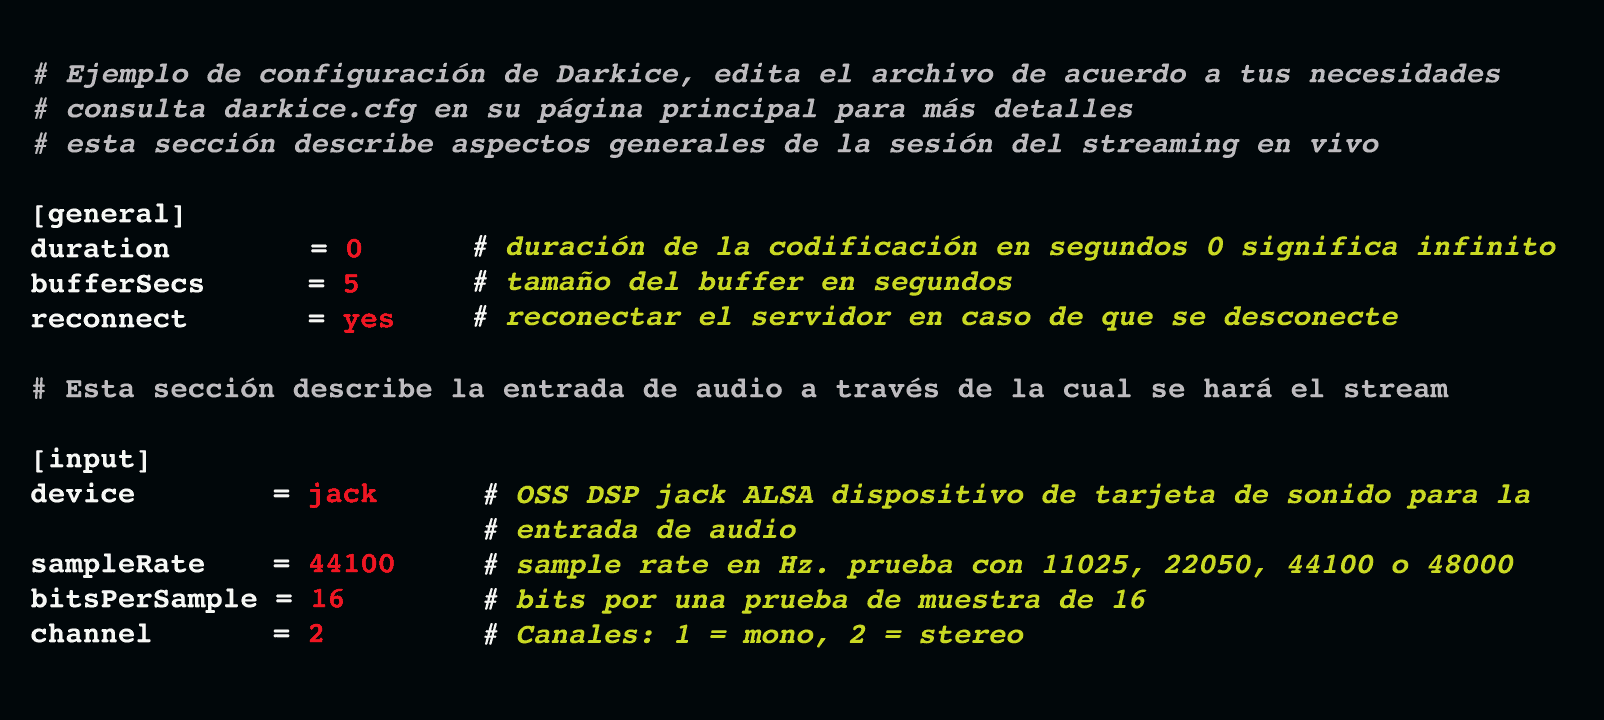 # Ejemplo de configuración de Darkice, edita el archivo de acuerdo a tus necesidades
# consulta darkice.cfg en su página principal para más detalles
# esta sección describe aspectos generales de la sesión del streaming en vivo
[general]
duration = 0 # duración de la codificación en segundos 0 significa infinito
bufferSecs = 5 # tamaño del buffer en segundos
reconnect = yes # reconectar el servidor en caso de que se desconecte
# Esta sección describe la entrada de audio a través de la cual se hará el stream
[input]
device = jack # OSS DSP jack ALSA dispositivo de tarjeta de sonido para la
# entrada de audio
sampleRate = 44100 # sample rate en Hz. prueba con 11025, 22050, 44100 o 48000
bitsPerSample = 16 # bits por una prueba de muestra de 16
channel = 2 # Canales: 1 = mono, 2 = stereo